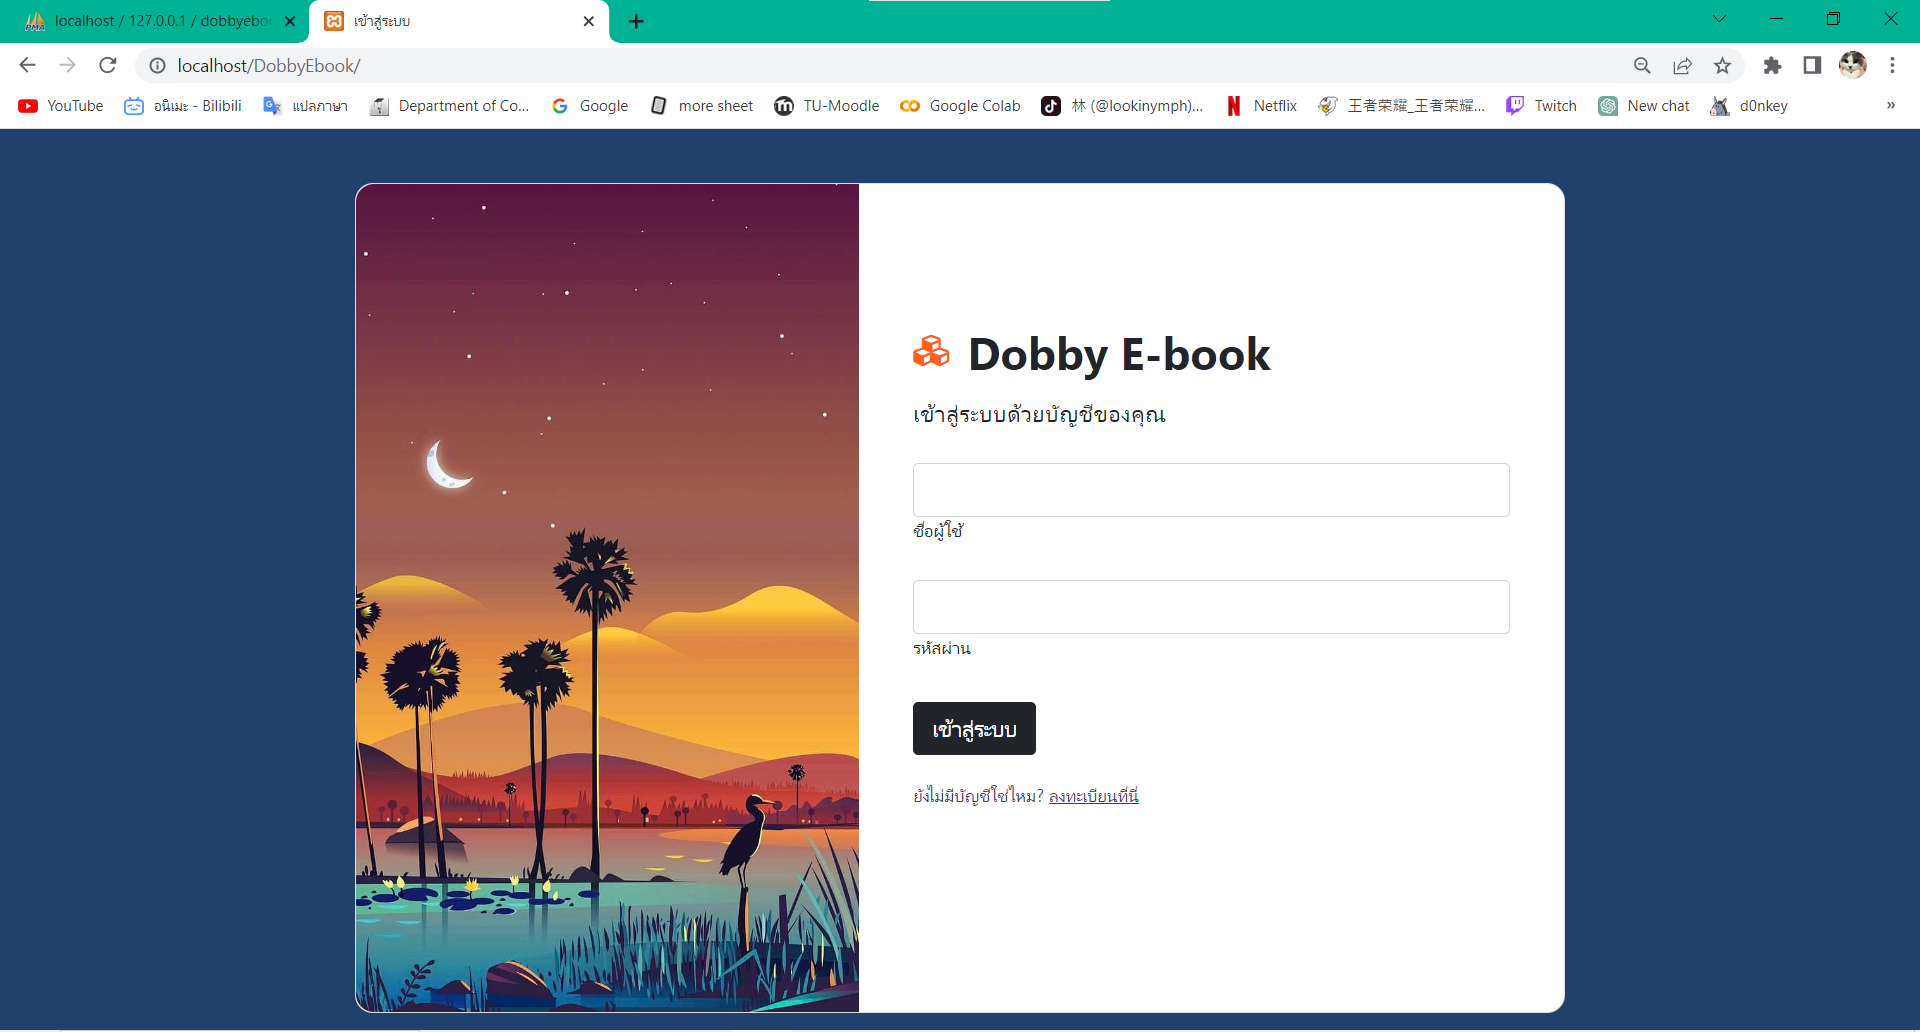 localhost / 127.0.0.1 / dobbyeboo
เข้าสู่ระบบ
localhost/DobbyEbook/
YouTube
อนิเมะ - Bilibili
แปลภาษา
Department of Co...
Google
more sheet
TU-Moodle
Google Colab
林 (@lookinymph)...
Netflix
王者荣耀_王者荣耀...
Twitch
New chat
d0nkey
»
Dobby E-book
เข้าสู่ระบบด้วยบัญชีของคุณ
ชื่อผู้ใช้
รหัสผ่าน
เข้าสู่ระบบ
ยังไม่มีบัญชีใช่ไหม? ลงทะเบียนที่นี่